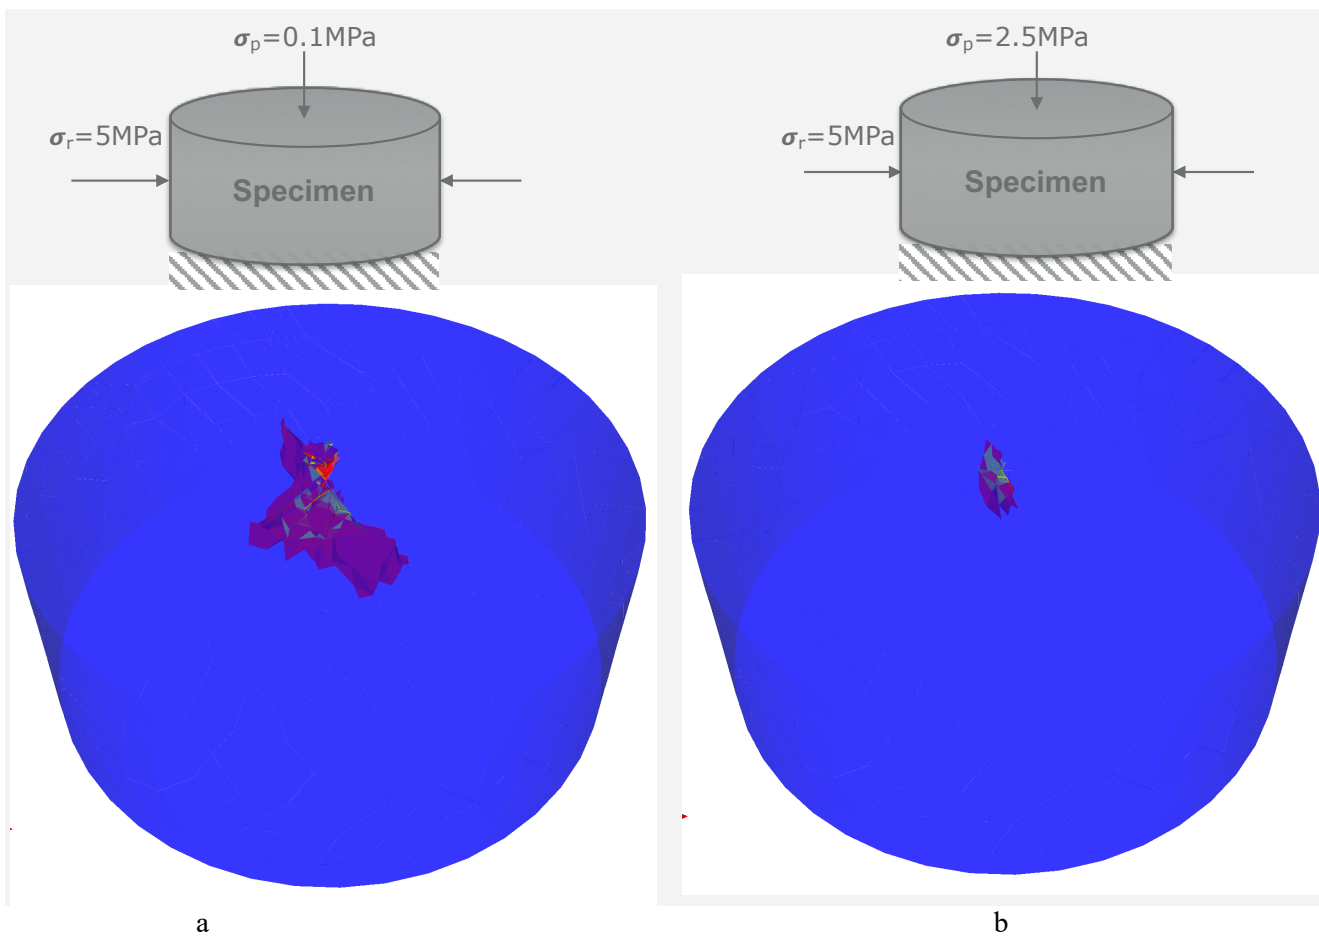 σp=0.1MPa
σp=2.5MPa
σr=5MPa
σr=5MPa
Specimen
Specimen
a
b